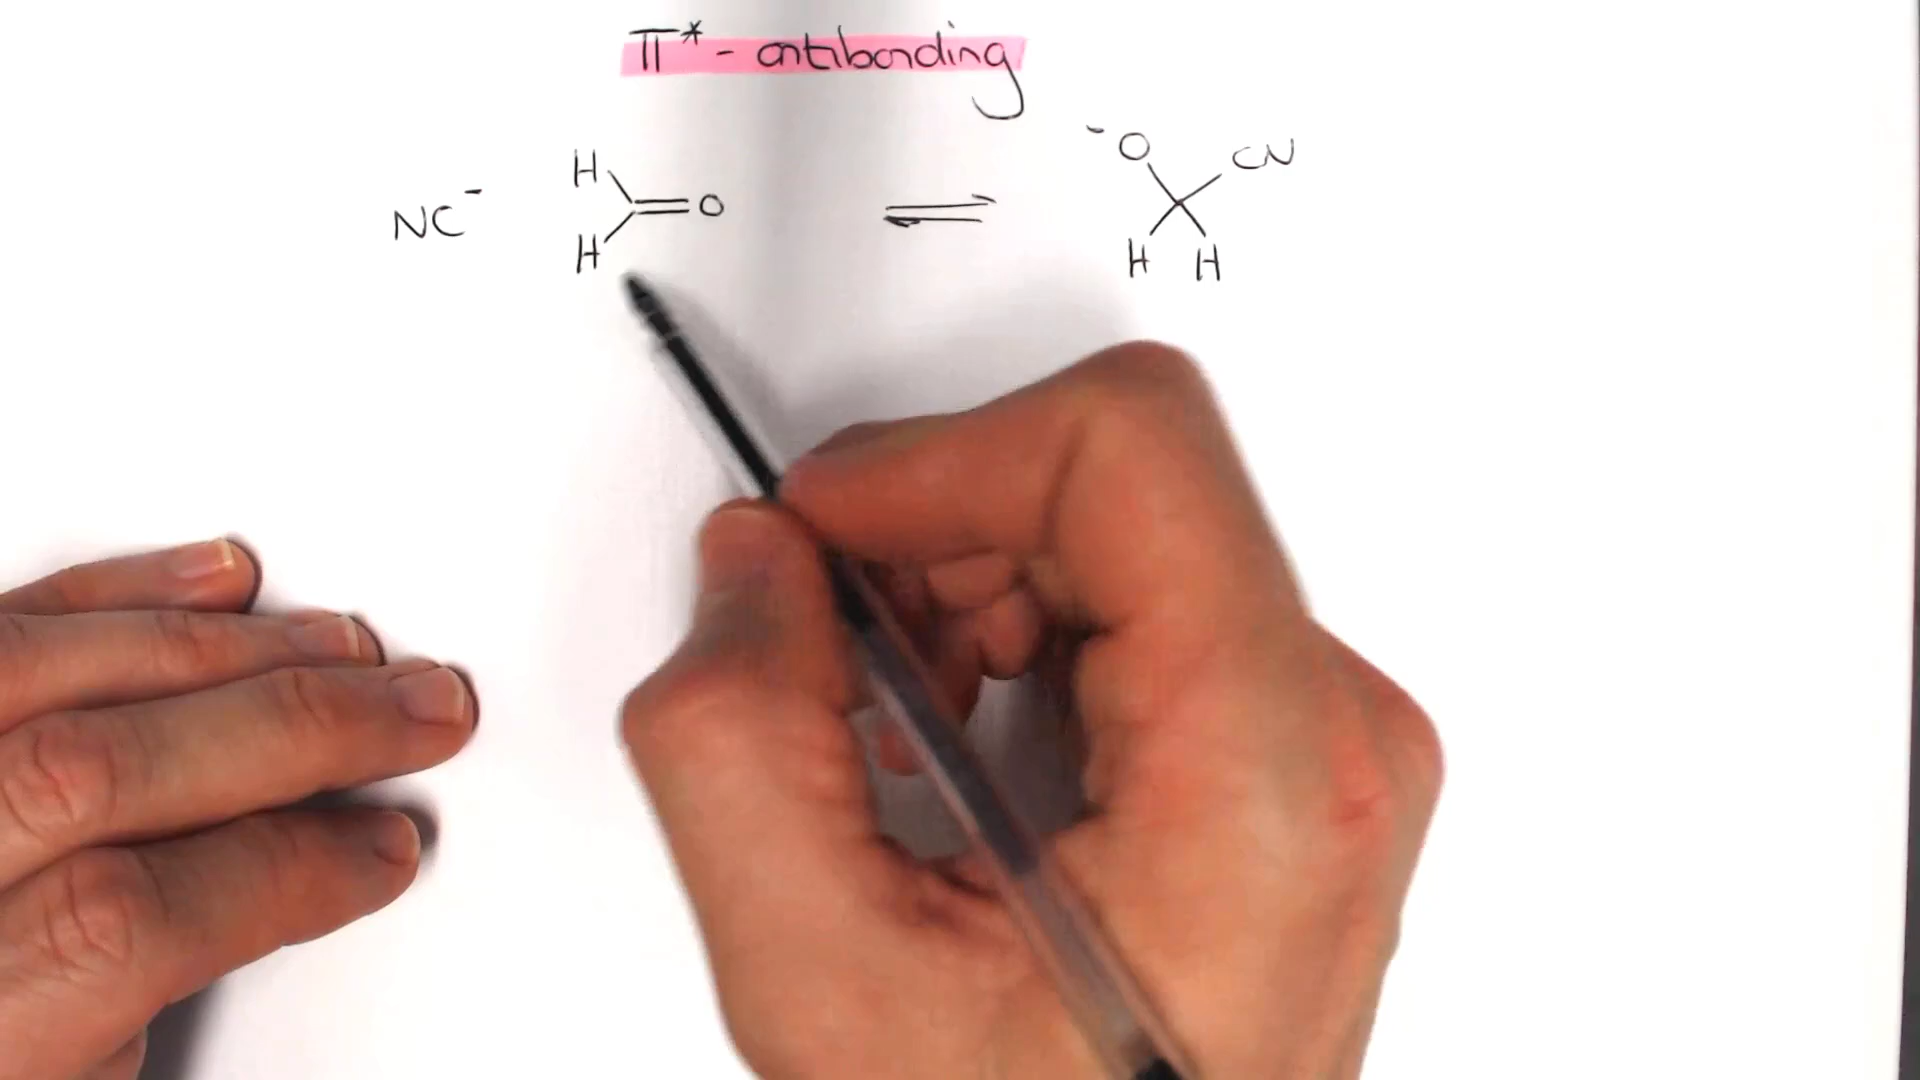 π* - antibonding
NC⁻ H H O ⇌ ⁻O CN H H